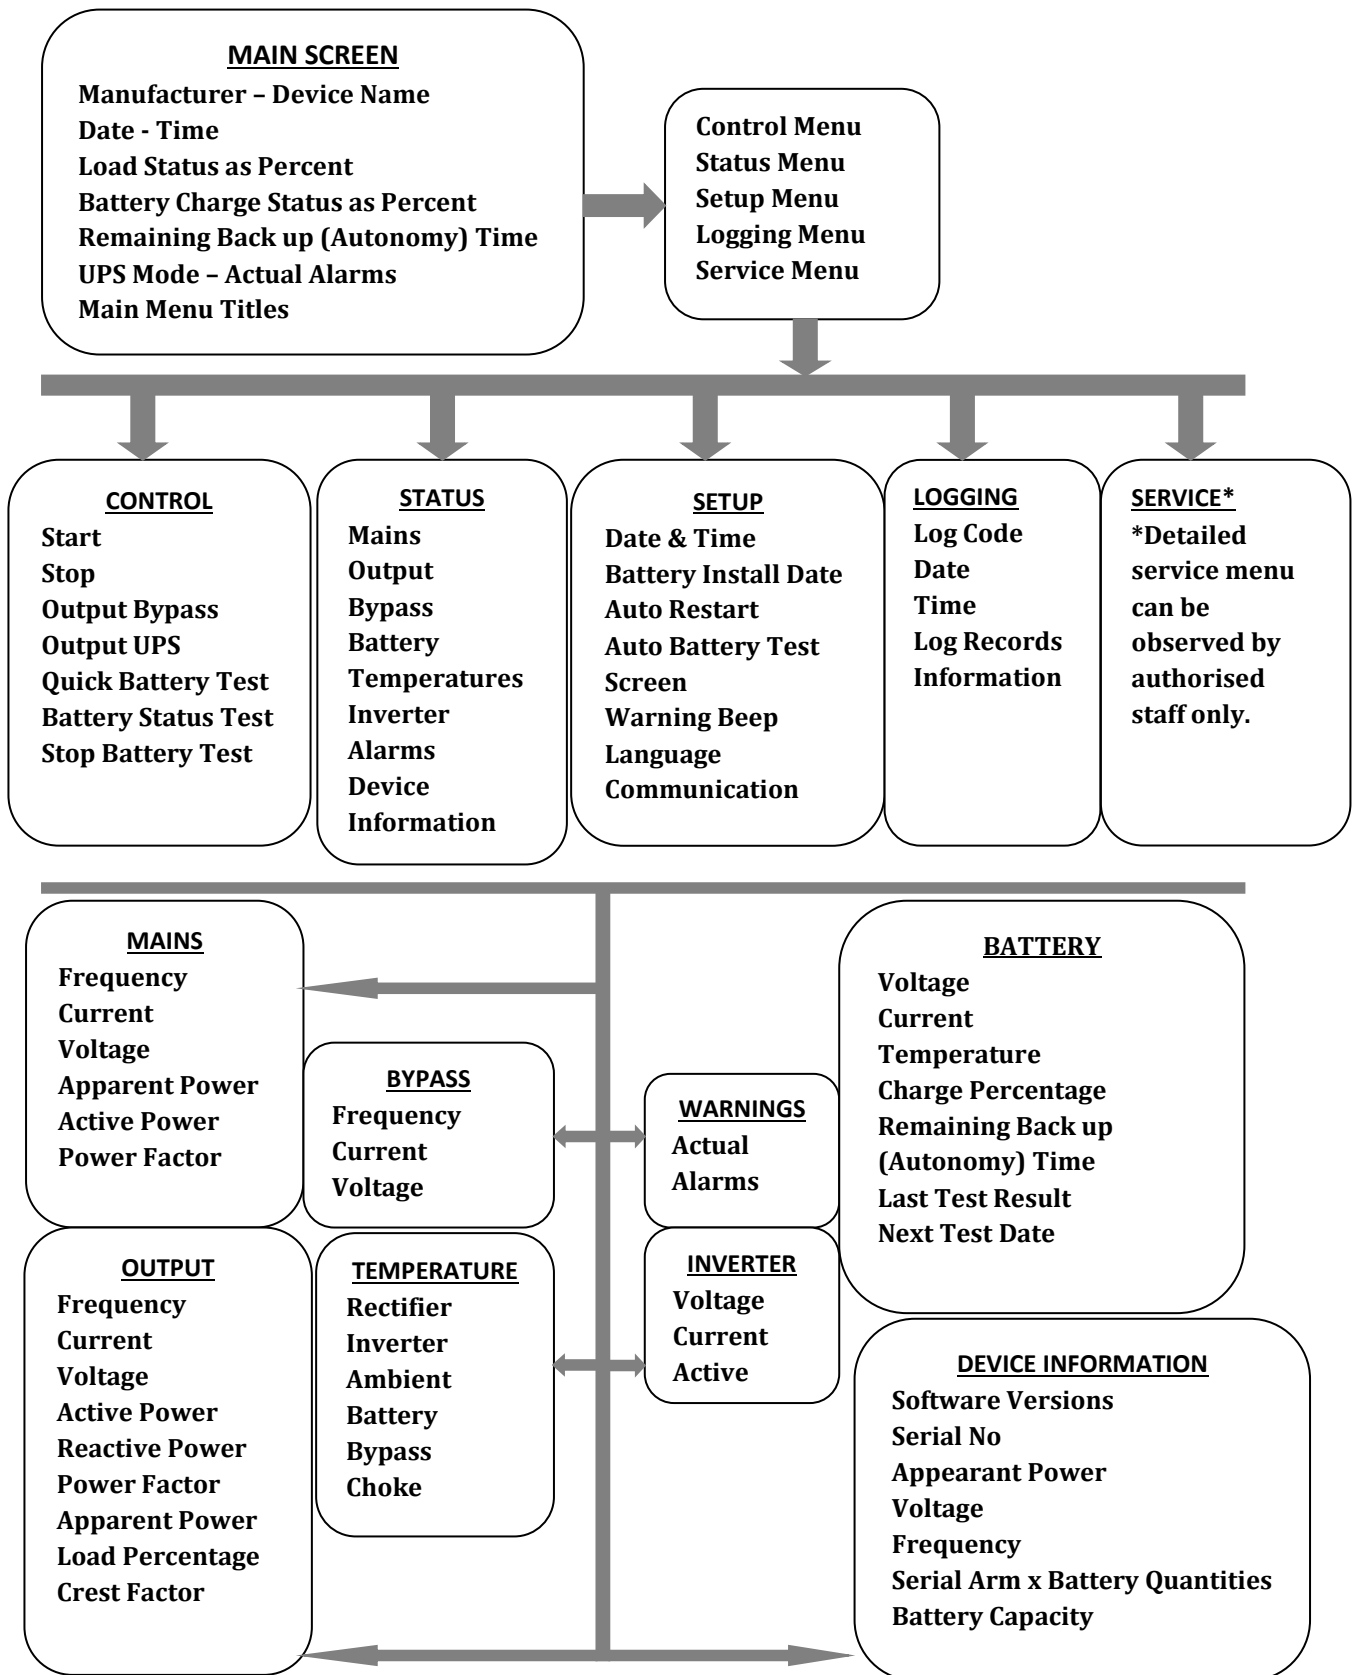 MAIN SCREEN
Manufacturer – Device Name
Date - Time
Load Status as Percent
Battery Charge Status as Percent
Remaining Back up (Autonomy) Time
UPS Mode – Actual Alarms
Main Menu Titles
Control Menu
Status Menu
Setup Menu
Logging Menu
Service Menu
CONTROL
Start
Stop
Output Bypass
Output UPS
Quick Battery Test
Battery Status Test
Stop Battery Test
STATUS
Mains
Output
Bypass
Battery
Temperatures
Inverter
Alarms
Device
Information
SETUP
Date & Time
Battery Install Date
Auto Restart
Auto Battery Test
Screen
Warning Beep
Language
Communication
LOGGING
Log Code
Date
Time
Log Records
Information
SERVICE*
*Detailed
service menu
can be
observed by
authorised
staff only.
MAINS
Frequency
Current
Voltage
Apparent Power
Active Power
Power Factor
BYPASS
Frequency
Current
Voltage
WARNINGS
Actual
Alarms
BATTERY
Voltage
Current
Temperature
Charge Percentage
Remaining Back up
(Autonomy) Time
Last Test Result
Next Test Date
OUTPUT
Frequency
Current
Voltage
Active Power
Reactive Power
Power Factor
Apparent Power
Load Percentage
Crest Factor
TEMPERATURE
Rectifier
Inverter
Ambient
Battery
Bypass
Choke
INVERTER
Voltage
Current
Active
DEVICE INFORMATION
Software Versions
Serial No
Appearant Power
Voltage
Frequency
Serial Arm x Battery Quantities
Battery Capacity